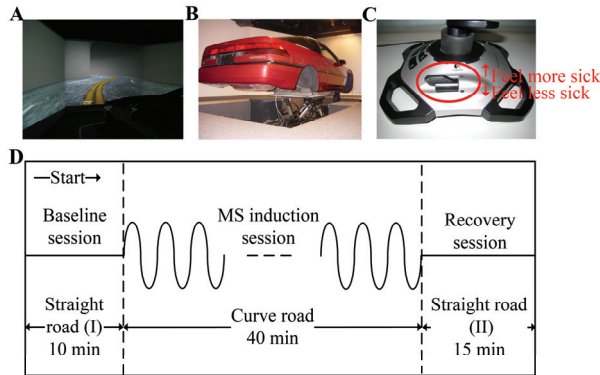 A
B
C
Feel more sick
Feel less sick
D
Start
Baseline
session
MS induction
session
Recovery
session
Straight
road (I)
10 min
Curve road
40 min
Straight road
(II)
15 min